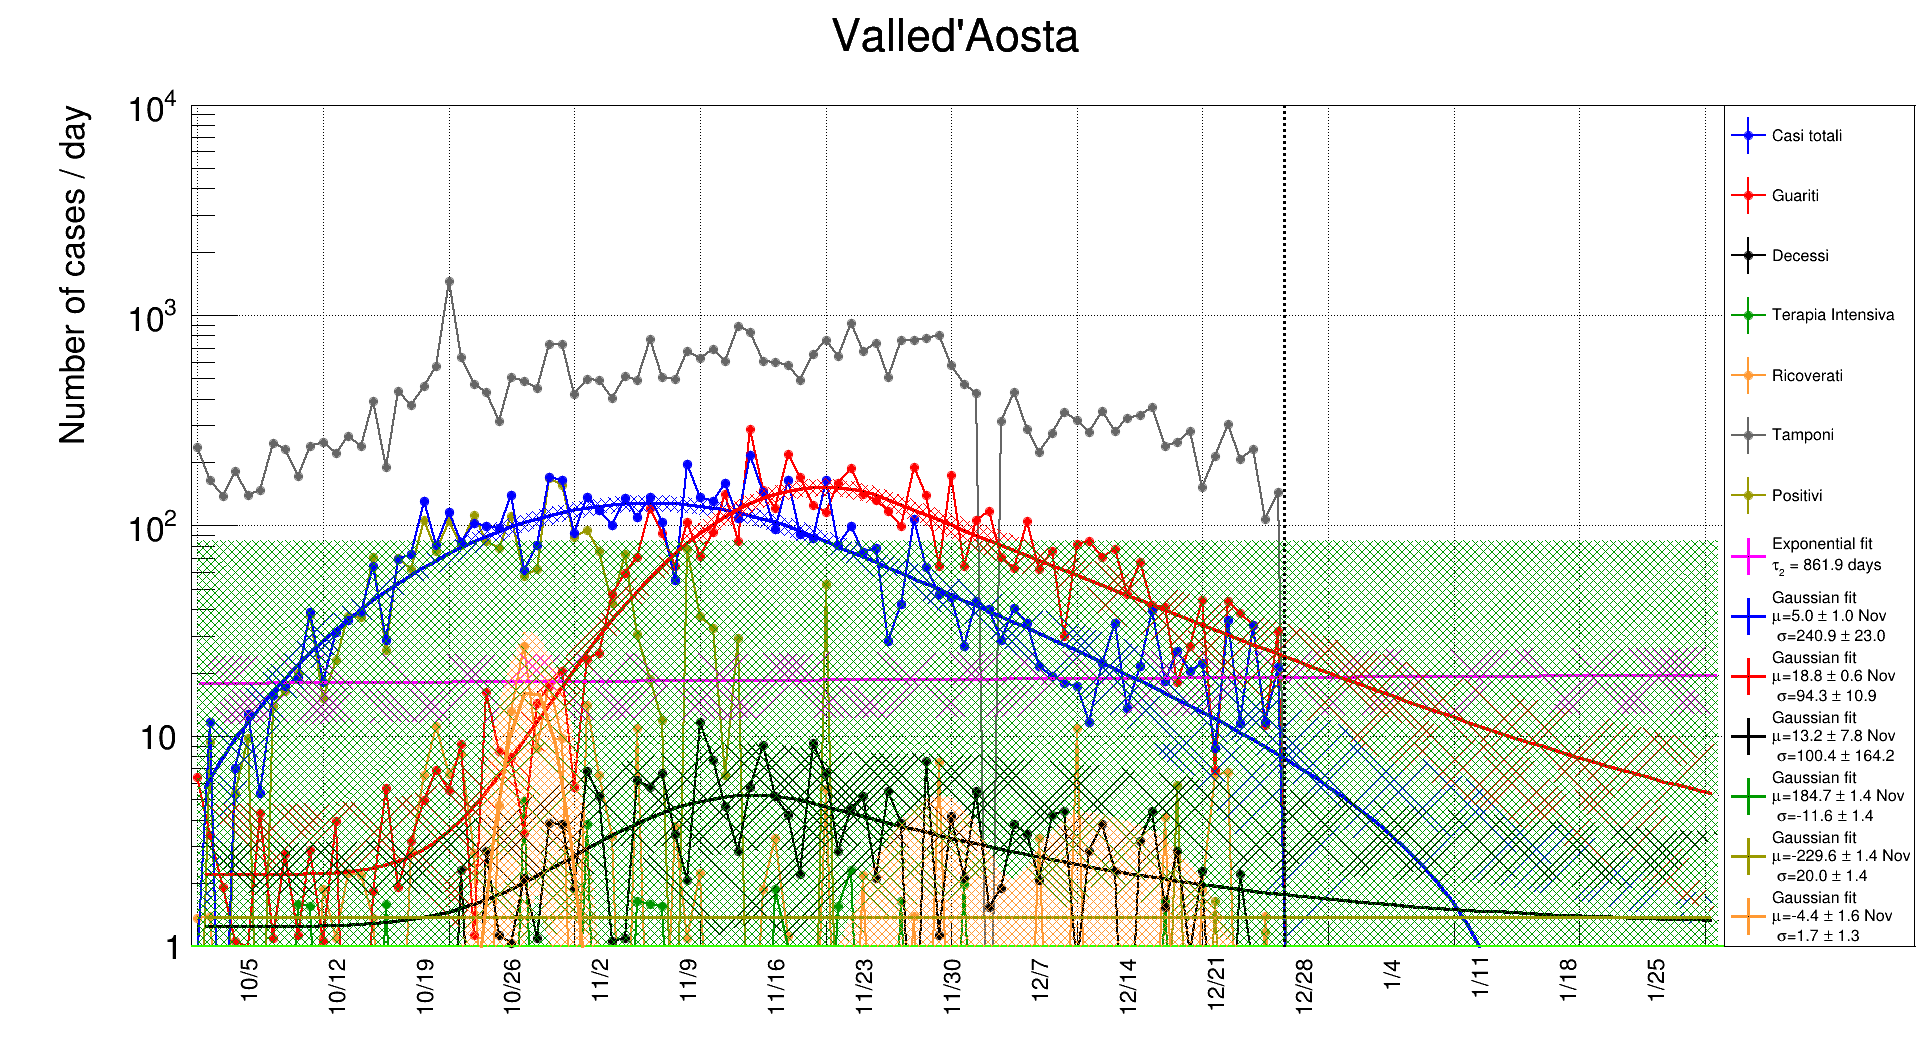 Valled'Aosta
Number of cases / day
10⁴
10³
10²
10
1
10/5
10/12
10/19
10/26
11/2
11/9
11/16
11/23
11/30
12/7
12/14
12/21
12/28
1/4
1/11
1/18
1/25
Casi totali
Guariti
Decessi
Terapia Intensiva
Ricoverati
Tamponi
Positivi
Exponential fit
τ₂ = 861.9 days
Gaussian fit
μ=5.0 ± 1.0 Nov
σ=240.9 ± 23.0
Gaussian fit
μ=18.8 ± 0.6 Nov
σ=94.3 ± 10.9
Gaussian fit
μ=13.2 ± 7.8 Nov
σ=100.4 ± 164.2
Gaussian fit
μ=184.7 ± 1.4 Nov
σ=-11.6 ± 1.4
Gaussian fit
μ=-229.6 ± 1.4 Nov
σ=20.0 ± 1.4
Gaussian fit
μ=-4.4 ± 1.6 Nov
σ=1.7 ± 1.3